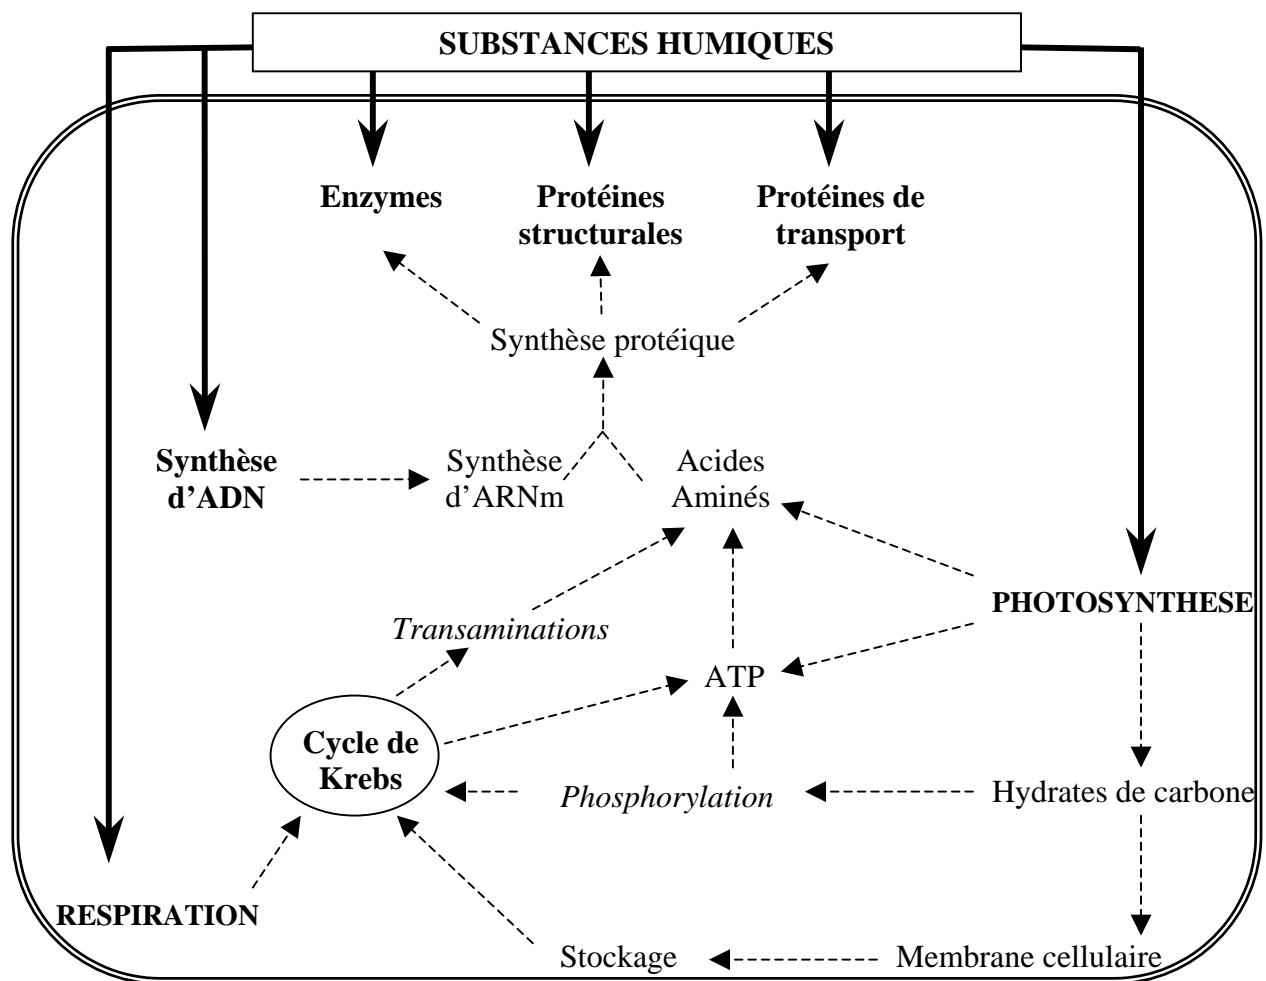 SUBSTANCES HUMIQUES
Enzymes
Protéines
structurales
Protéines de
transport
Synthèse protéique
Synthèse
d'ADN
Synthèse
d'ARNm
Acides
Aminés
PHOTOSYNTHESE
Transaminations
ATP
Cycle de
Krebs
Phosphorylation
Hydrates de carbone
RESPIRATION
Stockage
Membrane cellulaire